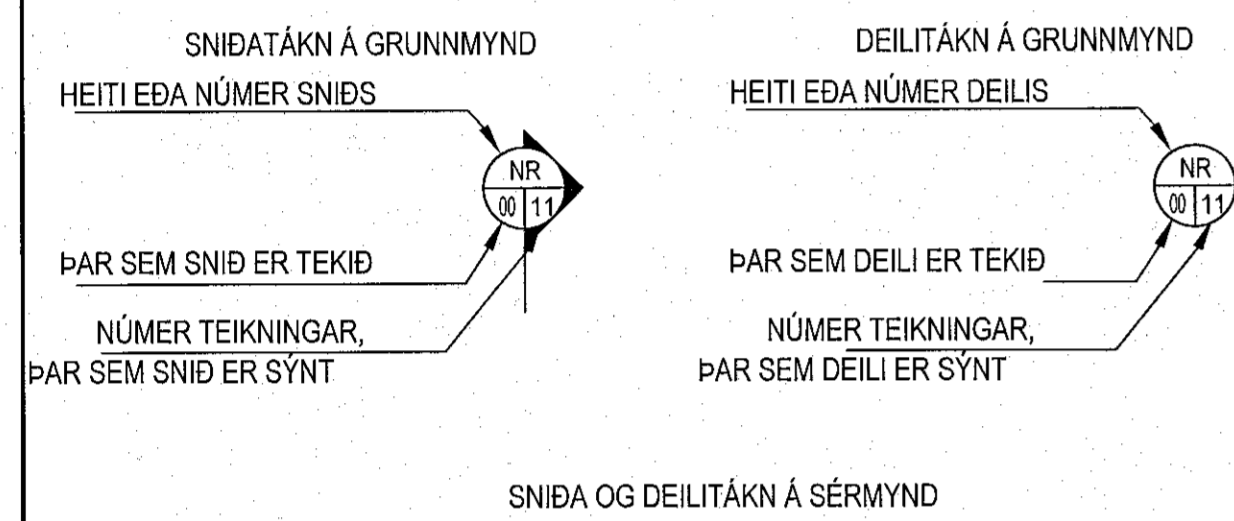 SNIÐATÁKN Á GRUNNMYND
HEITI EÐA NÚMER SNIÐS
NR
00 11
ÞAR SEM SNIÐ ER TEKIÐ
NÚMER TEIKNINGAR,
ÞAR SEM SNIÐ ER SÝNT
DEILITÁKN Á GRUNNMYND
HEITI EÐA NÚMER DEILIS
NR
00 11
ÞAR SEM DEILI ER TEKIÐ
NÚMER TEIKNINGAR,
ÞAR SEM DEILI ER SÝNT
SNIÐA OG DEILITÁKN Á SÉRMYND